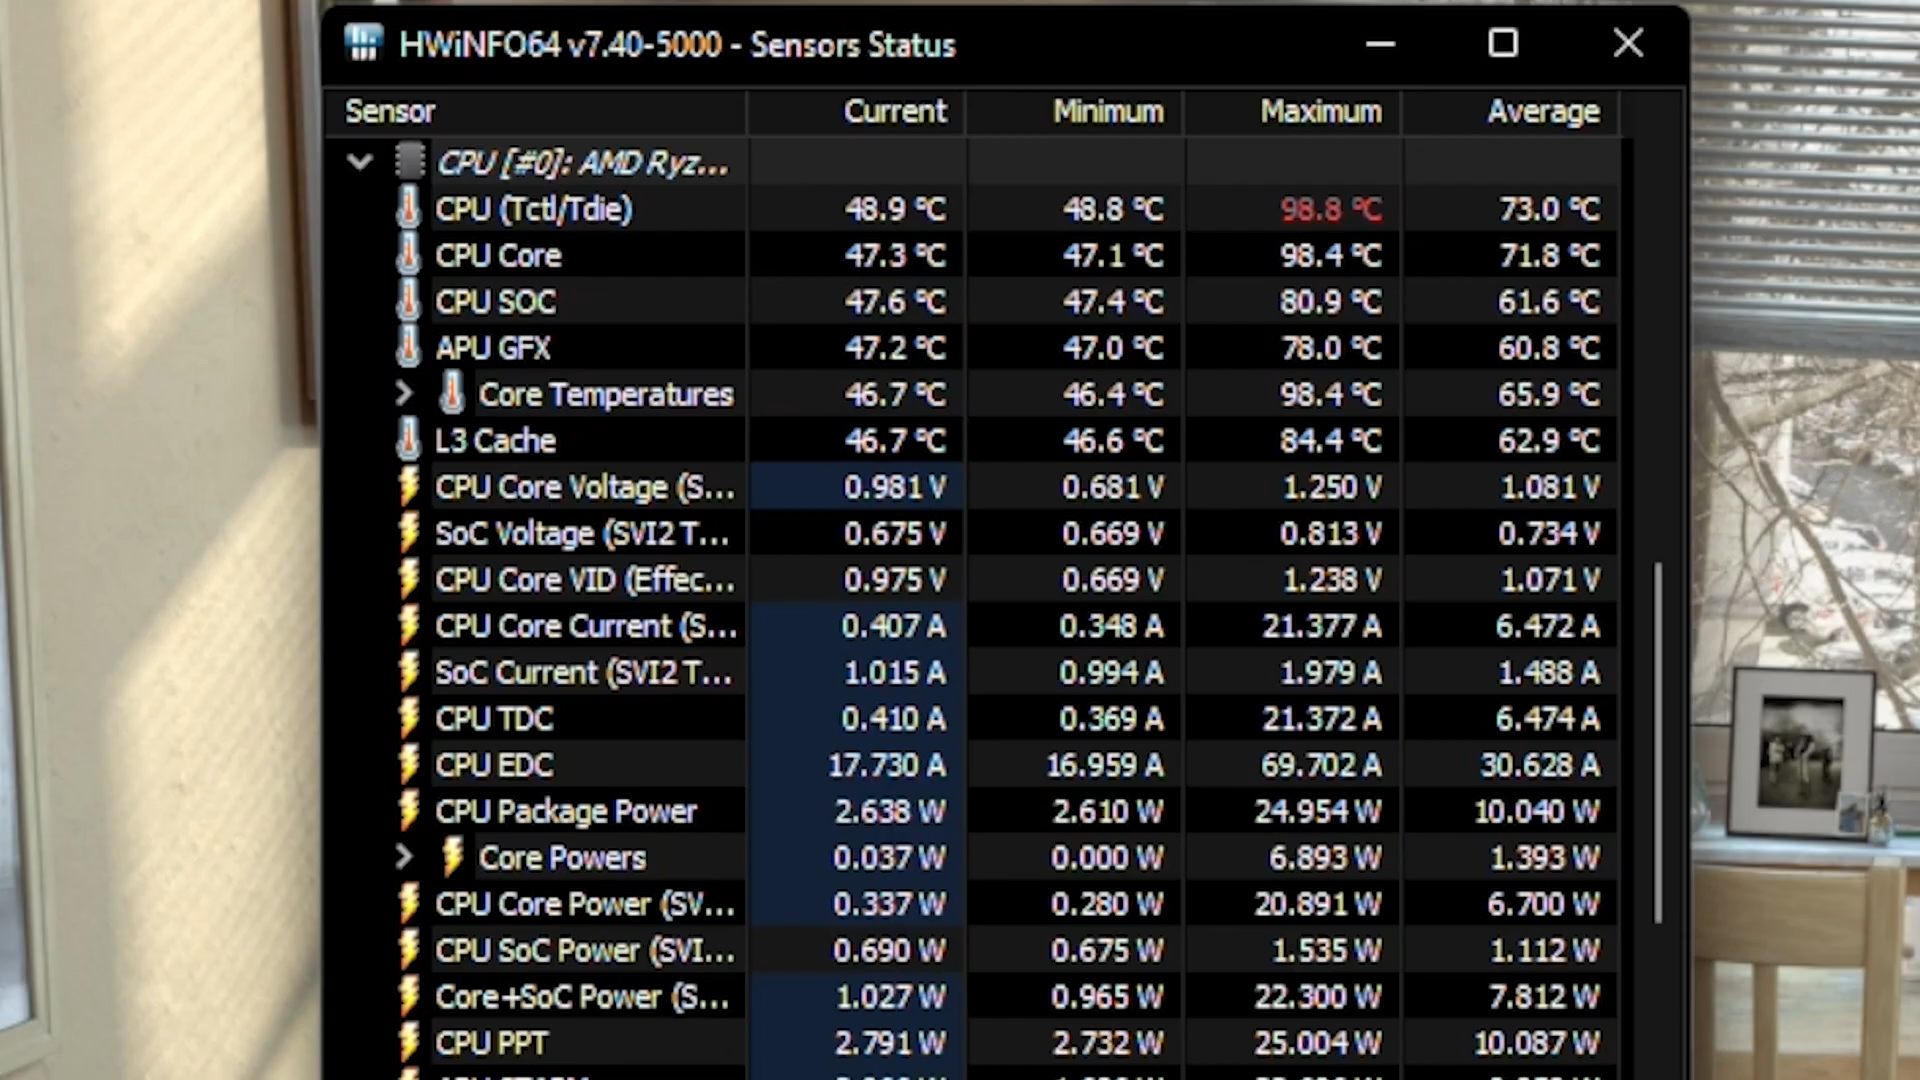 HWiNFO64 v7.40-5000 - Sensors Status
Sensor Current Minimum Maximum Average
CPU [#0]: AMD Ryz...
CPU (Tctl/Tdie) 48.9 °C 48.8 °C 98.8 °C 73.0 °C
CPU Core 47.3 °C 47.1 °C 98.4 °C 71.8 °C
CPU SOC 47.6 °C 47.4 °C 80.9 °C 61.6 °C
APU GFX 47.2 °C 47.0 °C 78.0 °C 60.8 °C
Core Temperatures 46.7 °C 46.4 °C 98.4 °C 65.9 °C
L3 Cache 46.7 °C 46.6 °C 84.4 °C 62.9 °C
CPU Core Voltage (S... 0.981 V 0.681 V 1.250 V 1.081 V
SoC Voltage (SVI2 T... 0.675 V 0.669 V 0.813 V 0.734 V
CPU Core VID (Effec... 0.975 V 0.669 V 1.238 V 1.071 V
CPU Core Current (S... 0.407 A 0.348 A 21.377 A 6.472 A
SoC Current (SVI2 T... 1.015 A 0.994 A 1.979 A 1.488 A
CPU TDC 0.410 A 0.369 A 21.372 A 6.474 A
CPU EDC 17.730 A 16.959 A 69.702 A 30.628 A
CPU Package Power 2.638 W 2.610 W 24.954 W 10.040 W
Core Powers 0.037 W 0.000 W 6.893 W 1.393 W
CPU Core Power (SV... 0.337 W 0.280 W 20.891 W 6.700 W
CPU SoC Power (SVI... 0.690 W 0.675 W 1.535 W 1.112 W
Core+SoC Power (S... 1.027 W 0.965 W 22.300 W 7.812 W
CPU PPT 2.791 W 2.732 W 25.004 W 10.087 W